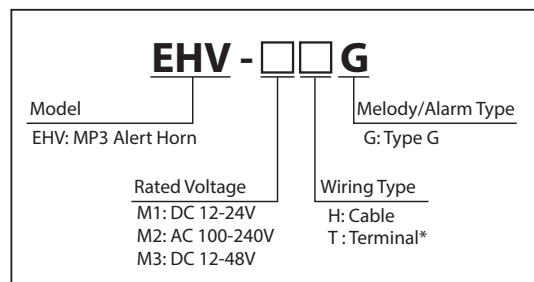 EHV - □□ G
Model
EHV: MP3 Alert Horn
Melody/Alarm Type
G: Type G
Rated Voltage
M1: DC 12-24V
M2: AC 100-240V
M3: DC 12-48V
Wiring Type
H: Cable
T : Terminal*